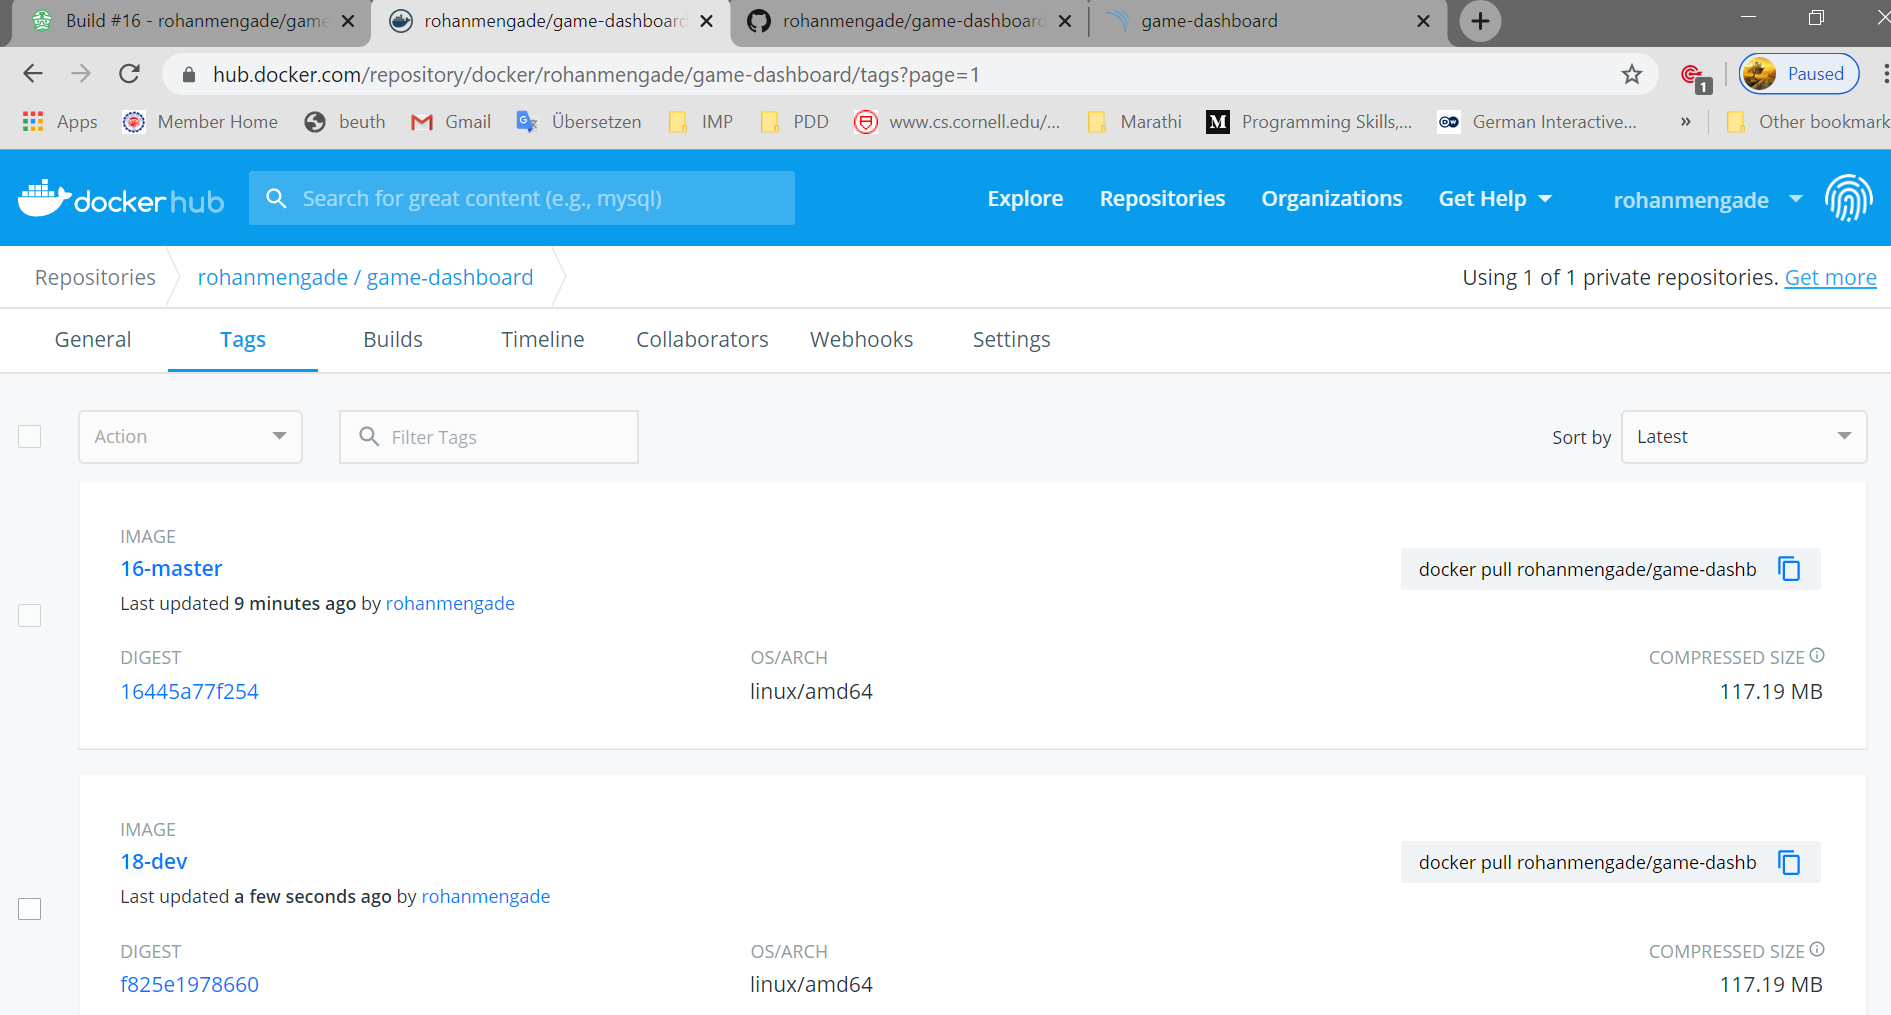 Build #16 - rohanmengade/game rohanmengade/game-dashboard rohanmengade/game-dashboard game-dashboard
hub.docker.com/repository/docker/rohanmengade/game-dashboard/tags?page=1 1 Paused
Apps Member Home beuth Gmail Übersetzen IMP PDD www.cs.cornell.edu/... Marathi M Programming Skills,... DW German Interactive... » Other bookmark
docker hub Search for great content (e.g., mysql) Explore Repositories Organizations Get Help rohanmengade
Repositories rohanmengade / game-dashboard Using 1 of 1 private repositories. Get more
General Tags Builds Timeline Collaborators Webhooks Settings
Action Filter Tags Sort by Latest
IMAGE
16-master docker pull rohanmengade/game-dashb
Last updated 9 minutes ago by rohanmengade
DIGEST OS/ARCH COMPRESSED SIZE
16445a77f254 linux/amd64 117.19 MB
IMAGE
18-dev docker pull rohanmengade/game-dashb
Last updated a few seconds ago by rohanmengade
DIGEST OS/ARCH COMPRESSED SIZE
f825e1978660 linux/amd64 117.19 MB